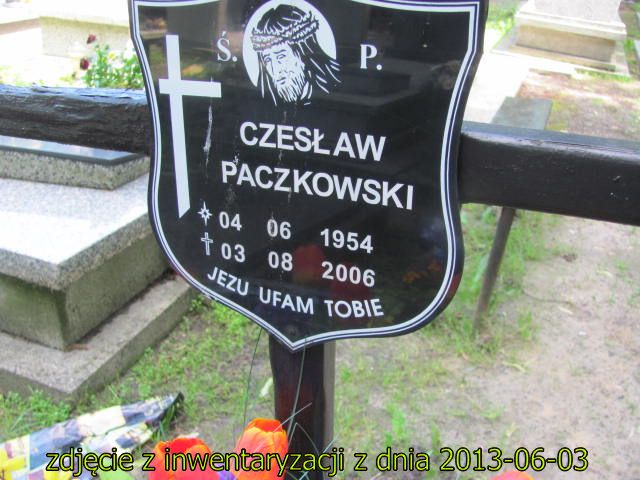 Ś. P.
CZESŁAW
PACZKOWSKI
04 06 1954
03 08 2006
JEZU UFAM TOBIE
zdjęcie z inwentaryzacji z dnia 2013-06-03